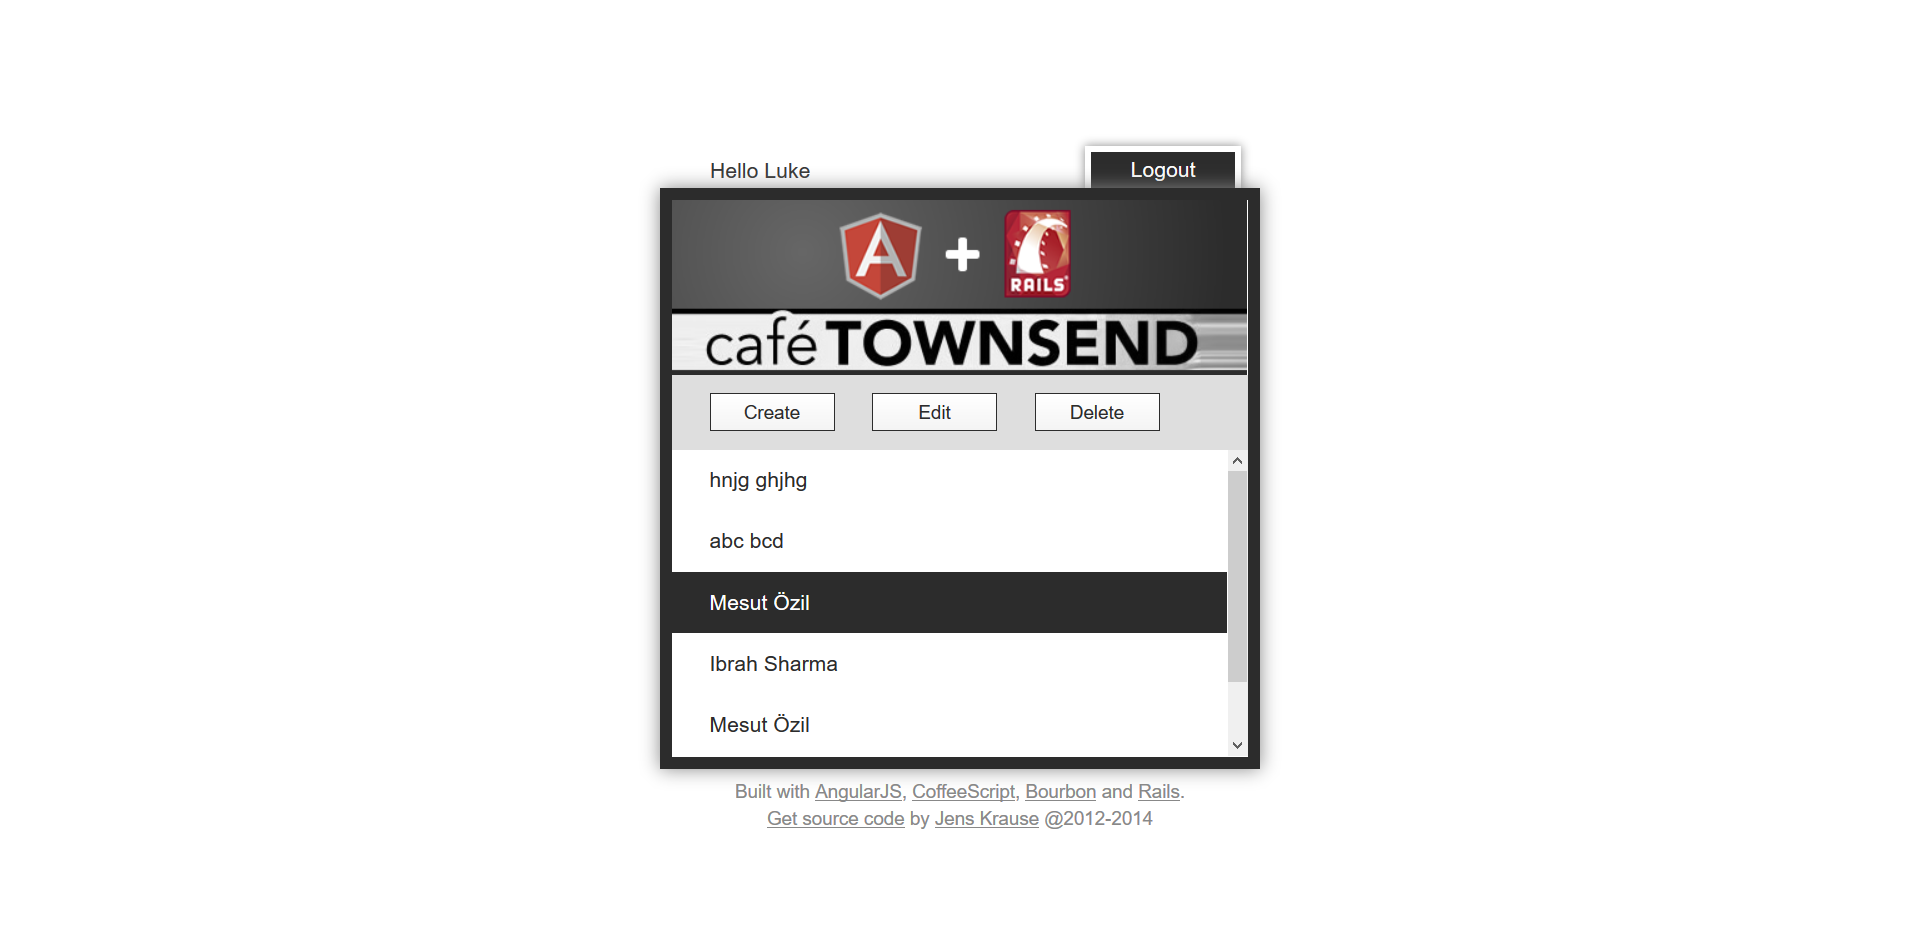 Hello Luke
Logout
RAILS
café TOWNSEND
Create Edit Delete
hnjg ghjhg
abc bcd
Mesut Özil
Ibrah Sharma
Mesut Özil
Built with AngularJS, CoffeeScript, Bourbon and Rails.
Get source code by Jens Krause @2012-2014